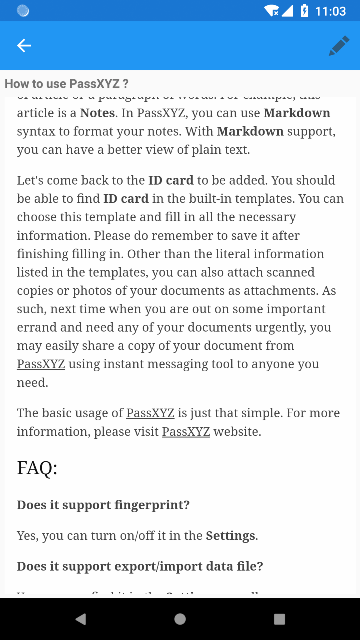 11:03
How to use PassXYZ ?
article is a Notes. In PassXYZ, you can use Markdown
syntax to format your notes. With Markdown support,
you can have a better view of plain text.
Let's come back to the ID card to be added. You should
be able to find ID card in the built-in templates. You can
choose this template and fill in all the necessary
information. Please do remember to save it after
finishing filling in. Other than the literal information
listed in the templates, you can also attach scanned
copies or photos of your documents as attachments. As
such, next time when you are out on some important
errand and need any of your documents urgently, you
may easily share a copy of your document from
PassXYZ using instant messaging tool to anyone you
need.
The basic usage of PassXYZ is just that simple. For more
information, please visit PassXYZ website.
FAQ:
Does it support fingerprint?
Yes, you can turn on/off it in the Settings.
Does it support export/import data file?